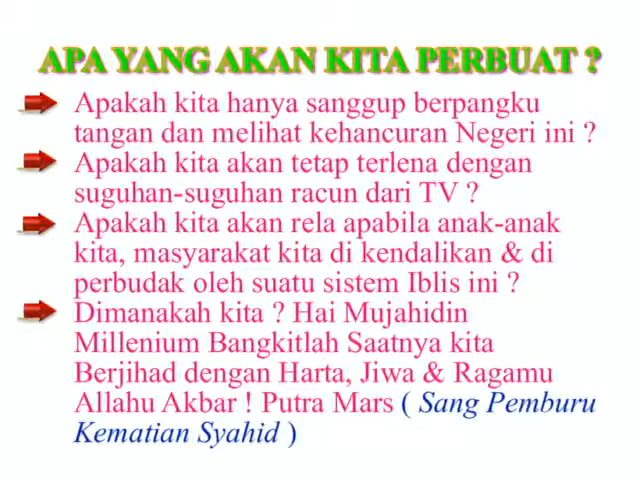 APA YANG AKAN KITA PERBUAT ?
Apakah kita hanya sanggup berpangku
tangan dan melihat kehancuran Negeri ini ?
Apakah kita akan tetap terlena dengan
suguhan-suguhan racun dari TV ?
Apakah kita akan rela apabila anak-anak
kita, masyarakat kita di kendalikan & di
perbudak oleh suatu sistem Iblis ini ?
Dimanakah kita ? Hai Mujahidin
Millenium Bangkitlah Saatnya kita
Berjihad dengan Harta, Jiwa & Ragamu
Allahu Akbar ! Putra Mars ( Sang Pemburu
Kematian Syahid )